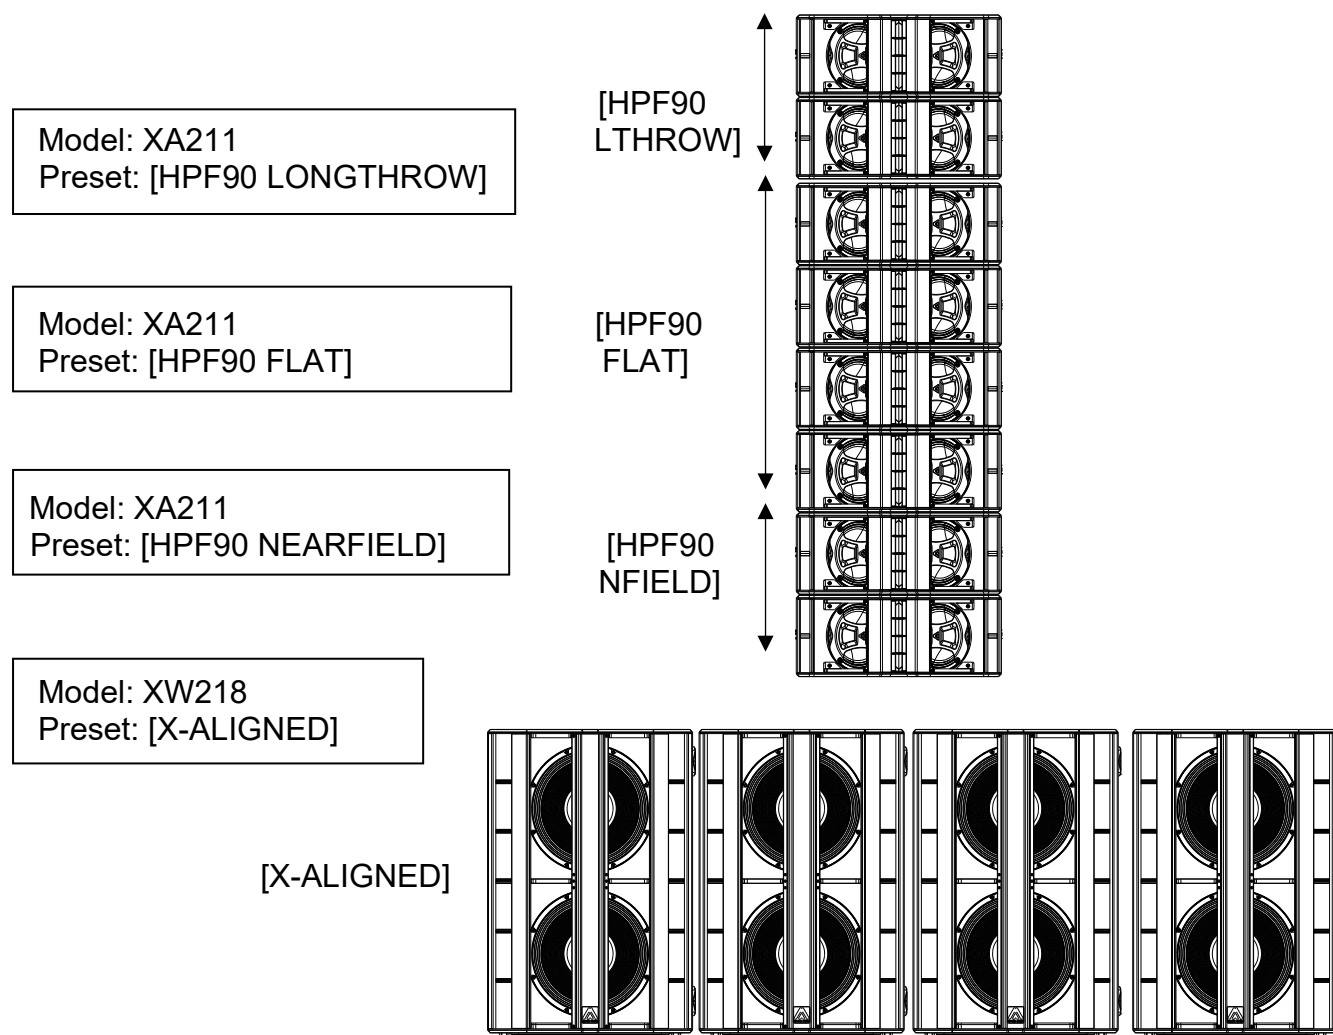 [HPF90
LTHROW]
Model: XA211
Preset: [HPF90 LONGTHROW]
Model: XA211
Preset: [HPF90 FLAT]
[HPF90
FLAT]
Model: XA211
Preset: [HPF90 NEARFIELD]
[HPF90
NFIELD]
Model: XW218
Preset: [X-ALIGNED]
[X-ALIGNED]